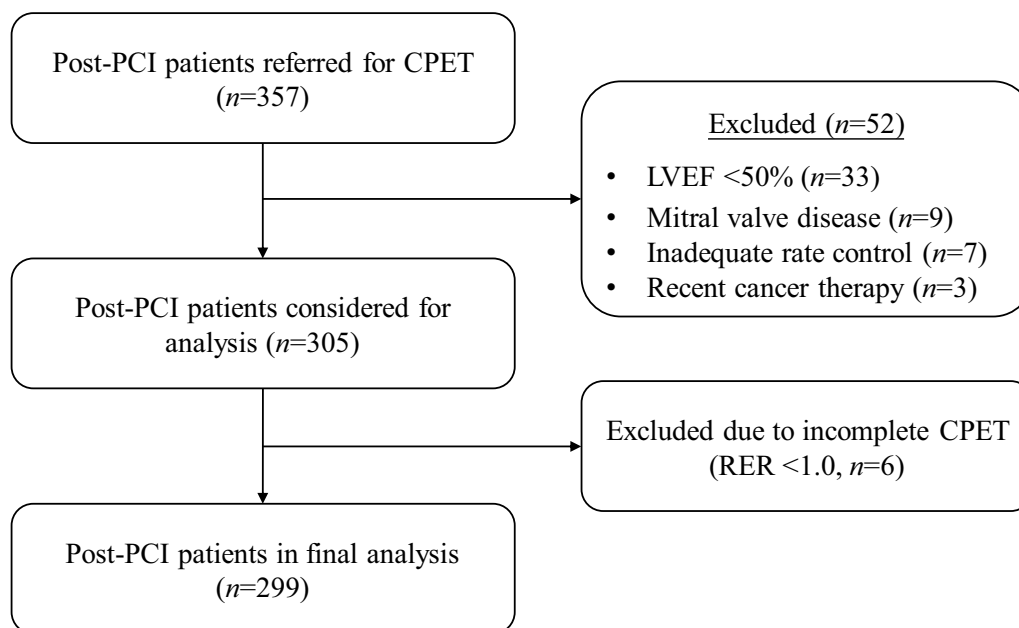 Post-PCI patients referred for CPET
(n=357)
Excluded (n=52)
• LVEF <50% (n=33)
• Mitral valve disease (n=9)
• Inadequate rate control (n=7)
• Recent cancer therapy (n=3)
Post-PCI patients considered for
analysis (n=305)
Excluded due to incomplete CPET
(RER <1.0, n=6)
Post-PCI patients in final analysis
(n=299)